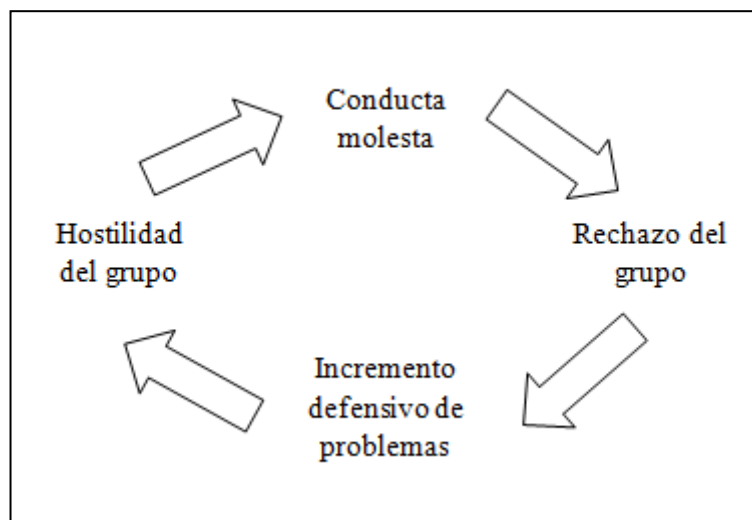 Conducta
molesta
Rechazo del
grupo
Incremento
defensivo de
problemas
Hostilidad
del grupo